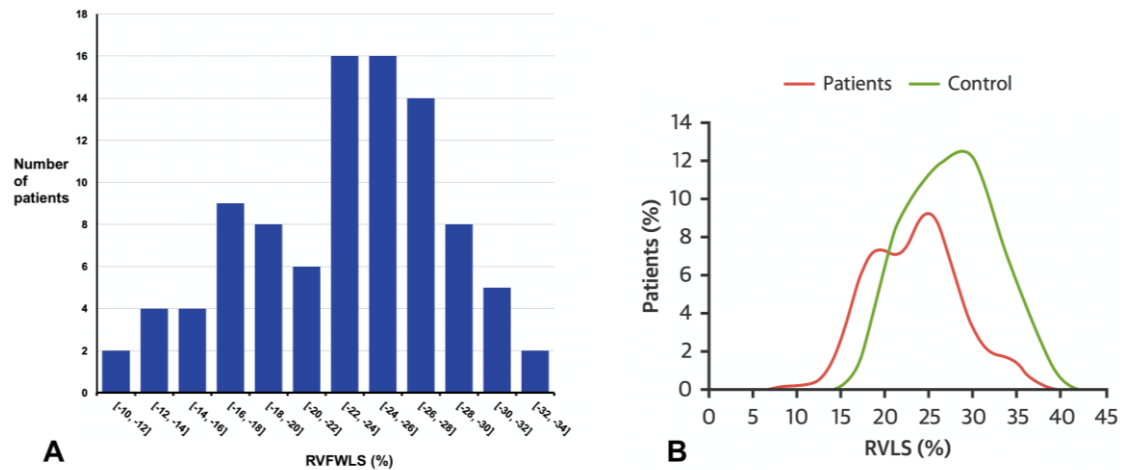 18
16
14
12
10
8
6
4
2
0
Number
of
patients
[-10, -12]
[-12, -14]
[-14, -16]
[-16, -18]
[-18, -20]
[-20, -22]
[-22, -24]
[-24, -26]
[-26, -28]
[-28, -30]
[-30, -32]
[-32, -34]
RVFWLS (%)
A
Patients
Control
14
12
10
8
6
4
2
0
Patients (%)
0 5 10 15 20 25 30 35 40 45
RVLS (%)
B